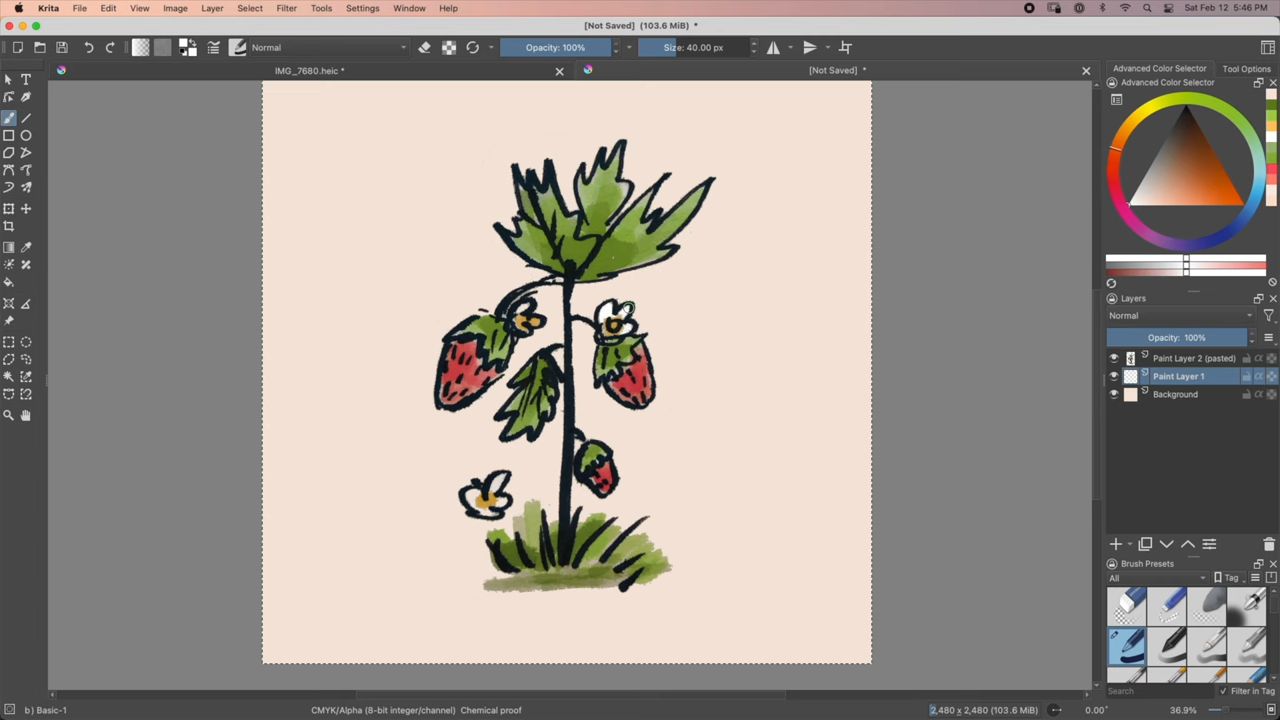 Krita File Edit View Image Layer Select Filter Tools Settings Window Help Sat Feb 12 5:46 PM
[Not Saved] (103.6 MiB) *
Normal Opacity: 100% Size: 40.00 px
IMG_7680.heic * [Not Saved] *
Advanced Color Selector Tool Options
Advanced Color Selector
Layers
Normal
Opacity: 100%
Paint Layer 2 (pasted)
Paint Layer 1
Background
Brush Presets
All Tag
Search Filter in Tag
b) Basic-1 CMYK/Alpha (8-bit integer/channel) Chemical proof 2,480 x 2,480 (103.6 MiB) 0.00° 36.9%